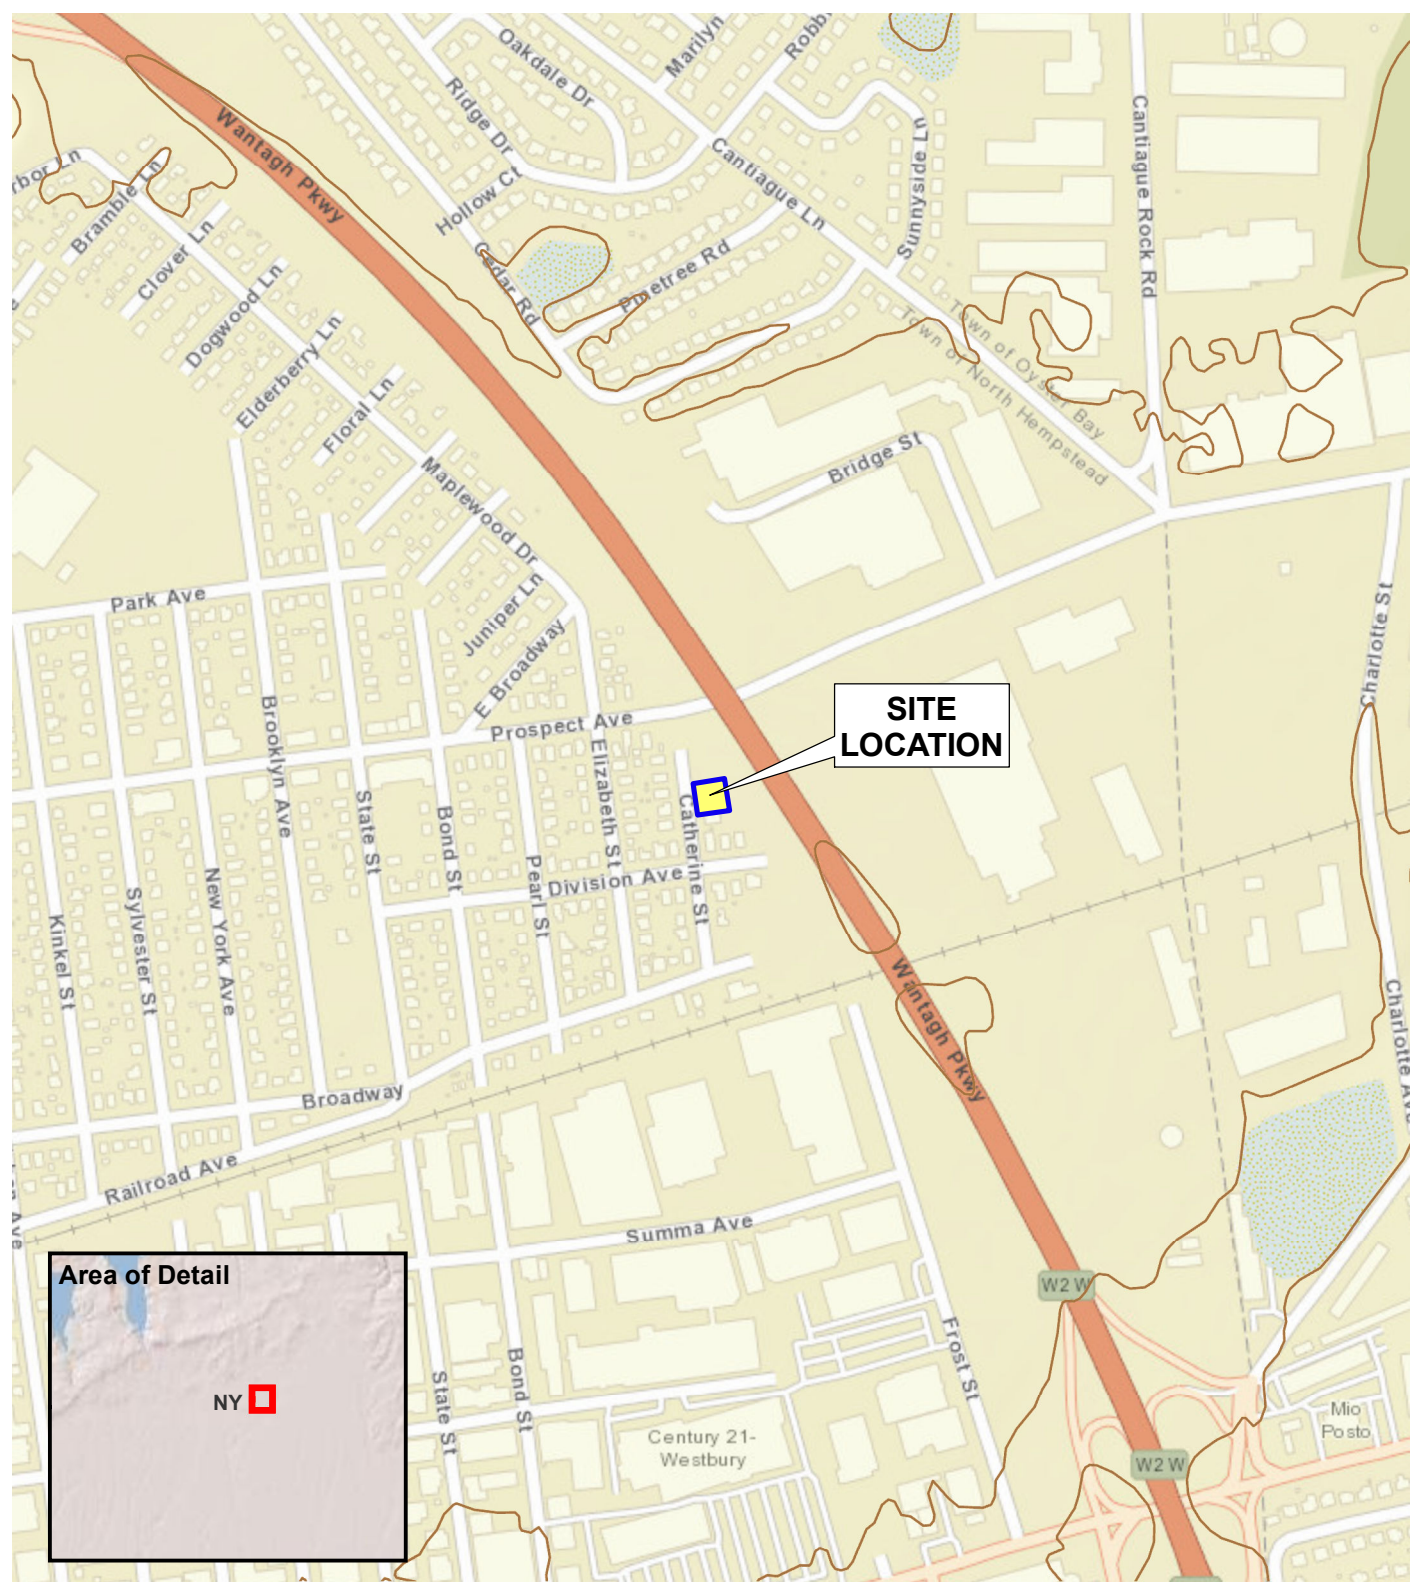 Oakdale Dr
Marilyn
Robb
Ridge Dr
Wantagh Pkwy
Hollow Ct
Cantiague Ln
Sunnyside Ln
Cantiague Rock Rd
rbor Ln
Bramble Ln
Clover Ln
Dogwood Ln
Elderberry Ln
Floral Ln
Cedar Rd
Pinetree Rd
Town of Oyster Bay
Town of North Hempstead
Bridge St
Maplewood Dr
Juniper Ln
E Broadway
Park Ave
Prospect Ave
Charlotte St
SITE
LOCATION
Brooklyn Ave
State St
Bond St
Pearl St
Elizabeth St
Catherine St
Division Ave
Kinkel St
Sylvester St
New York Ave
Wantagh Pkwy
Charlotte Ave
Broadway
Railroad Ave
Ave
Summa Ave
Area of Detail
NY
W2 W
Frost St
State St
Bond St
Century 21-
Westbury
Mio
Posto
W2 W